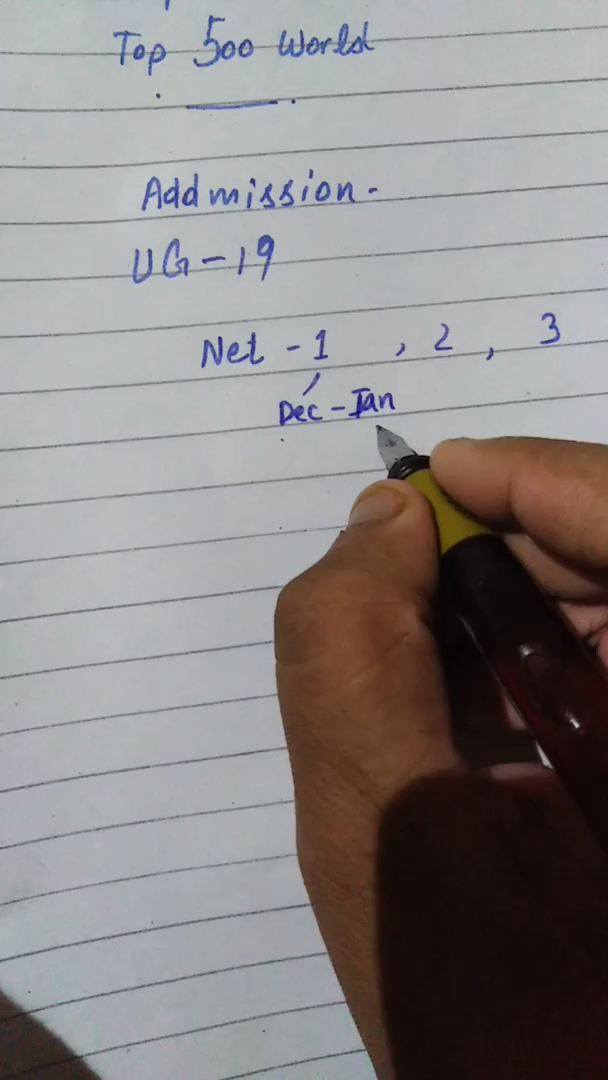 Top 500 World
Addmission-
UG-19
Net - 1 , 2 , 3
Dec-Jan